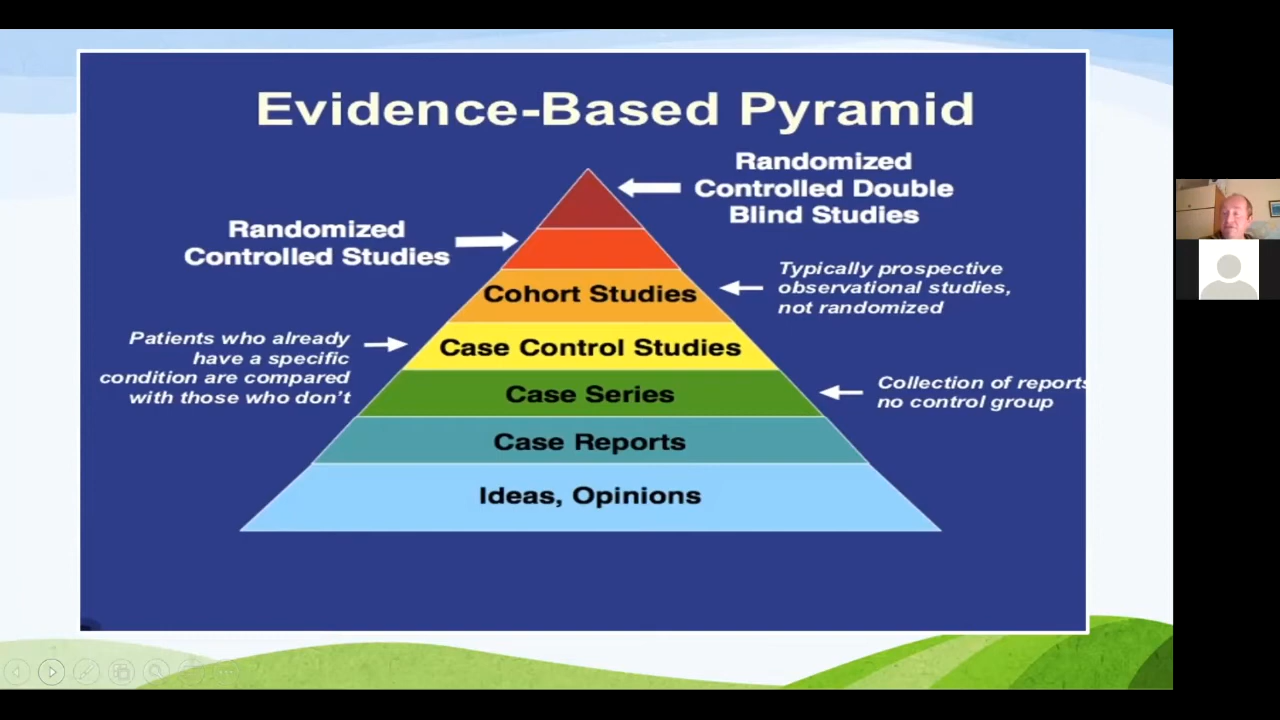 Evidence-Based Pyramid
Randomized
Controlled Double
Blind Studies
Randomized
Controlled Studies
Typically prospective
observational studies,
not randomized
Cohort Studies
Patients who already
have a specific
condition are compared
with those who don't
Case Control Studies
Collection of reports
no control group
Case Series
Case Reports
Ideas, Opinions